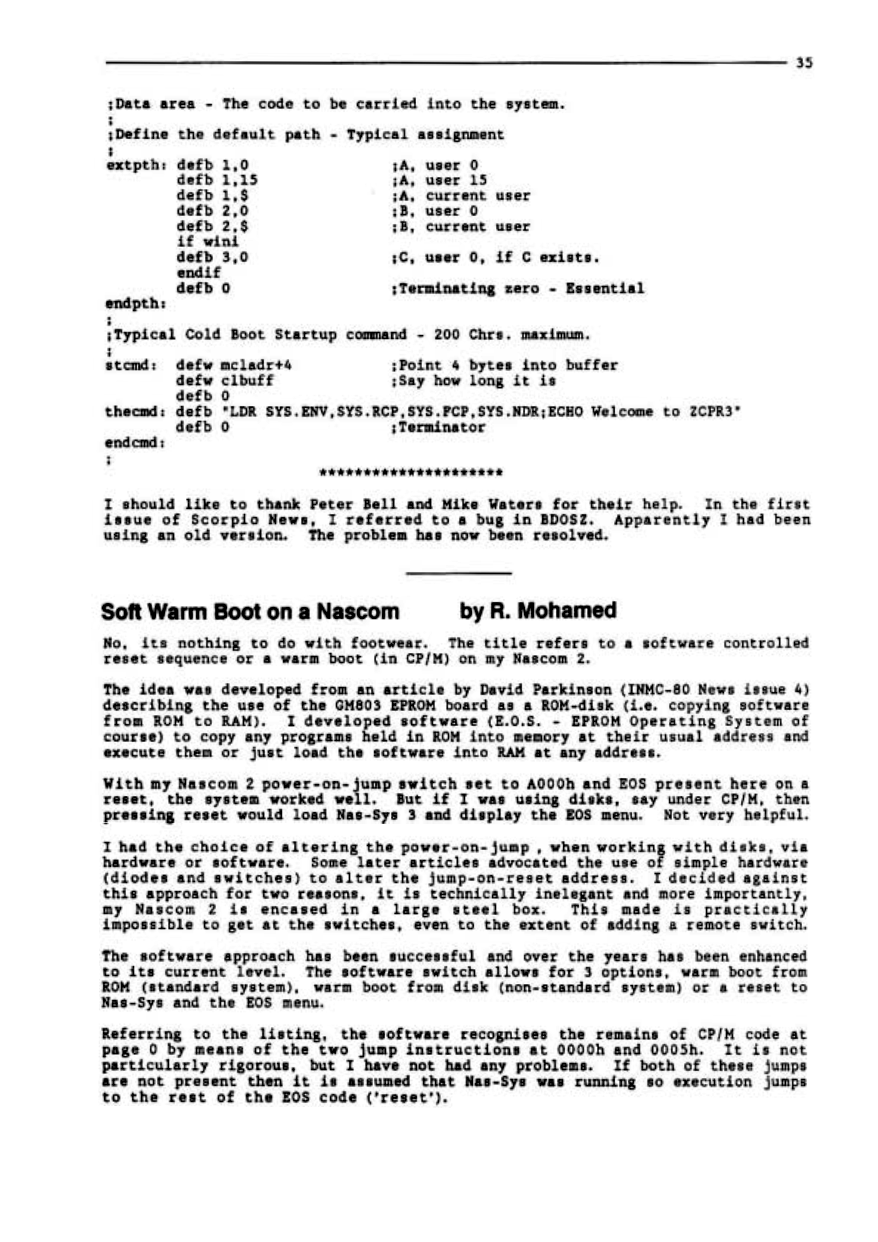 35
;Data area - The code to be carried into the system.
;
;Define the default path - Typical assignment
;
extpth: defb 1,0 ;A, user 0
defb 1,15 ;A, user 15
defb 1,$ ;A, current user
defb 2,0 ;B, user 0
defb 2,$ ;B, current user
if wini
defb 3,0 ;C, user 0, if C exists.
endif
defb 0 ;Terminating zero - Essential
endpth:
;
;Typical Cold Boot Startup command - 200 Chrs. maximum.
;
stcmd: defw mcladr+4 ;Point 4 bytes into buffer
defw clbuff ;Say how long it is
defb 0
thecmd: defb "LDR SYS.ENV,SYS.RCP,SYS.FCP,SYS.NDR;ECHO Welcome to ZCPR3"
defb 0 ;Terminator
endcmd:
;
*********************
I should like to thank Peter Bell and Mike Waters for their help. In the first
issue of Scorpio News, I referred to a bug in BDOSZ. Apparently I had been
using an old version. The problem has now been resolved.
Soft Warm Boot on a Nascom by R. Mohamed
No, its nothing to do with footwear. The title refers to a software controlled
reset sequence or a warm boot (in CP/M) on my Nascom 2.
The idea was developed from an article by David Parkinson (INMC-80 News issue 4)
describing the use of the GM803 EPROM board as a ROM-disk (i.e. copying software
from ROM to RAM). I developed software (E.O.S. - EPROM Operating System of
course) to copy any programs held in ROM into memory at their usual address and
execute them or just load the software into RAM at any address.
With my Nascom 2 power-on-jump switch set to A000h and EOS present here on a
reset, the system worked well. But if I was using disks, say under CP/M, then
pressing reset would load Nas-Sys 3 and display the EOS menu. Not very helpful.
I had the choice of altering the power-on-jump , when working with disks, via
hardware or software. Some later articles advocated the use of simple hardware
(diodes and switches) to alter the jump-on-reset address. I decided against
this approach for two reasons, it is technically inelegant and more importantly,
my Nascom 2 is encased in a large steel box. This made is practically
impossible to get at the switches, even to the extent of adding a remote switch.
The software approach has been successful and over the years has been enhanced
to its current level. The software switch allows for 3 options, warm boot from
ROM (standard system), warm boot from disk (non-standard system) or a reset to
Nas-Sys and the EOS menu.
Referring to the listing, the software recognises the remains of CP/M code at
page 0 by means of the two jump instructions at 0000h and 0005h. It is not
particularly rigorous, but I have not had any problems. If both of these jumps
are not present then it is assumed that Nas-Sys was running so execution jumps
to the rest of the EOS code ('reset').